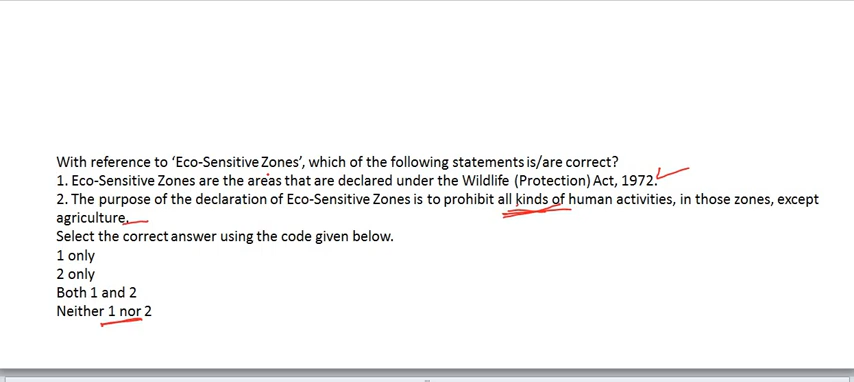 With reference to 'Eco-Sensitive Zones', which of the following statements is/are correct?
1. Eco-Sensitive Zones are the areas that are declared under the Wildlife (Protection) Act, 1972.
2. The purpose of the declaration of Eco-Sensitive Zones is to prohibit all kinds of human activities, in those zones, except
agriculture.
Select the correct answer using the code given below.
1 only
2 only
Both 1 and 2
Neither 1 nor 2